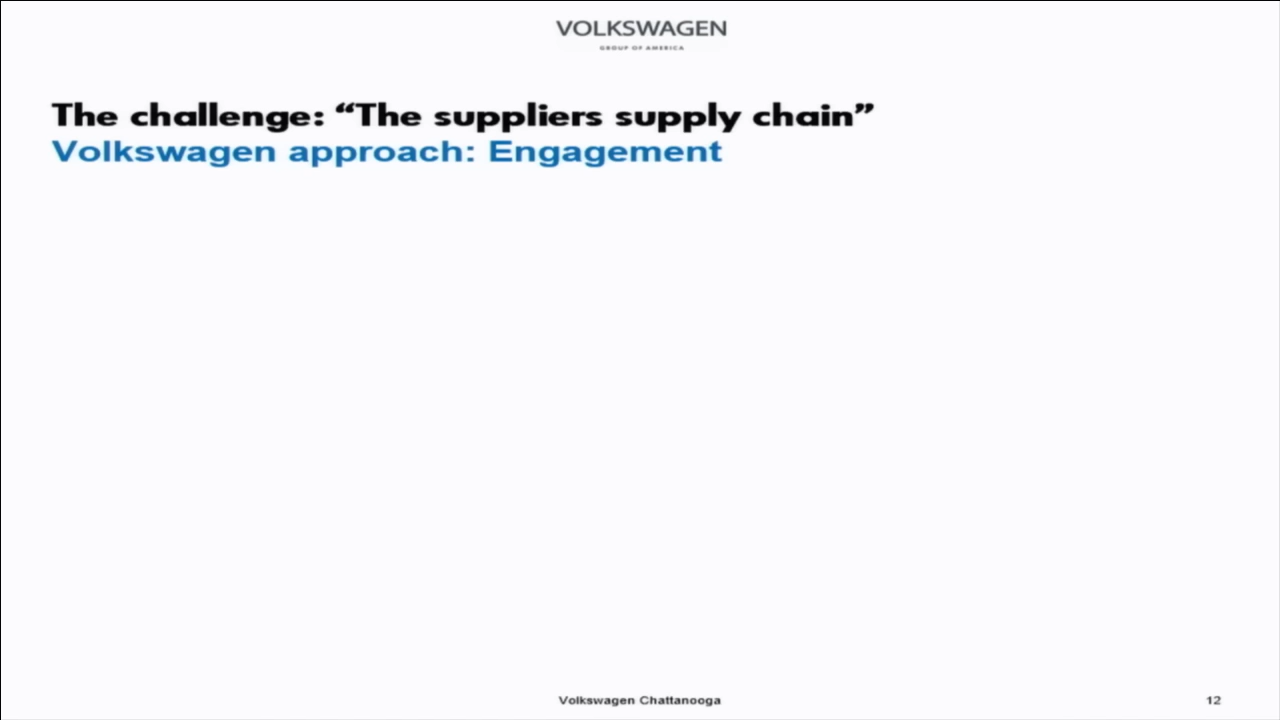 VOLKSWAGEN
GROUP OF AMERICA
The challenge: “The suppliers supply chain”
Volkswagen approach: Engagement
Volkswagen Chattanooga
12